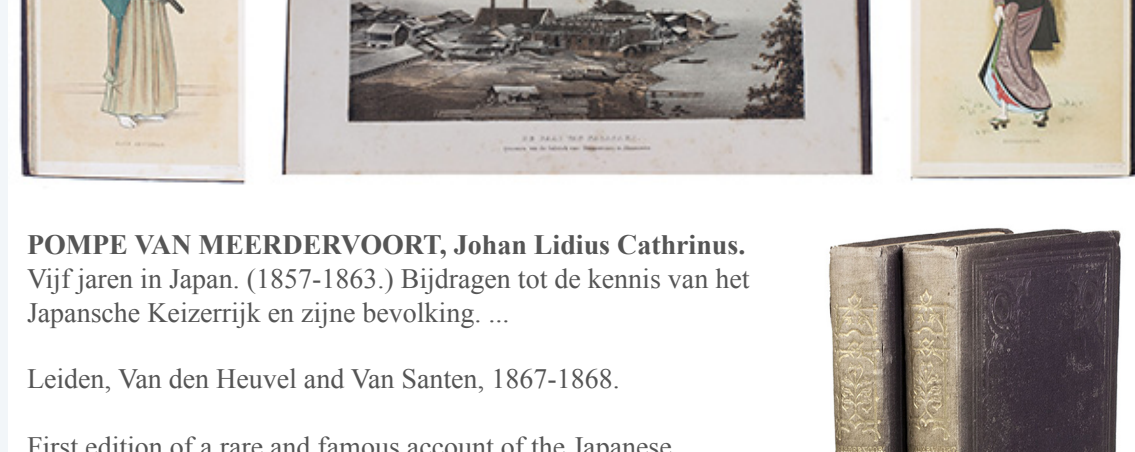 POMPE VAN MEERDERVOORT, Johan Lidius Cathrinus.
Vijf jaren in Japan. (1857-1863.) Bijdragen tot de kennis van het
Japansche Keizerrijk en zijne bevolking. ...
Leiden, Van den Heuvel and Van Santen, 1867-1868.
First edition of a rare and famous account of the Japanese